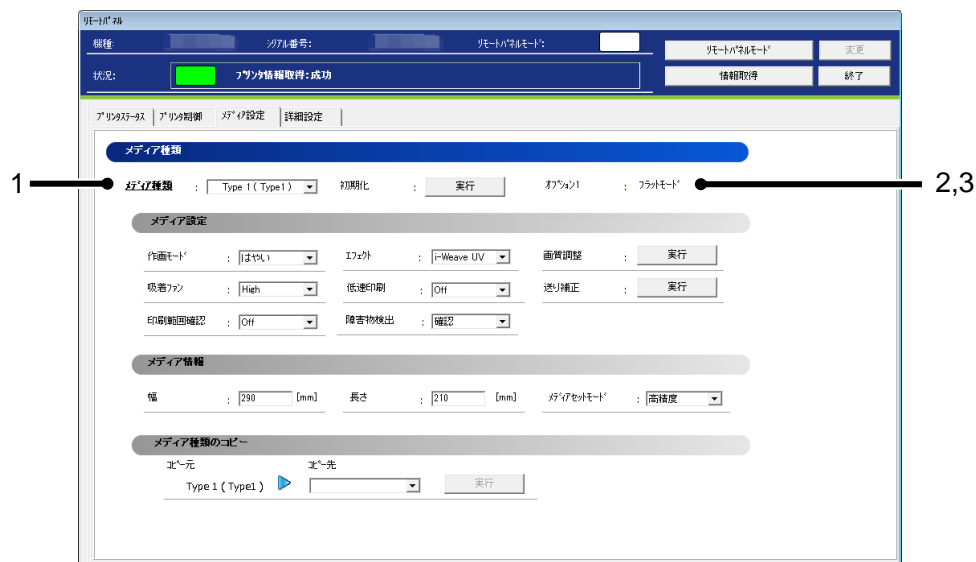 ﾘﾓｰﾄﾊﾟﾈﾙ
機種: ｼﾘｱﾙ番号: ﾘﾓｰﾄﾊﾟﾈﾙﾓｰﾄﾞ:
ﾘﾓｰﾄﾊﾟﾈﾙﾓｰﾄﾞ 変更
状況: ﾌﾟﾘﾝﾀ情報取得:成功 情報取得 終了
ﾌﾟﾘﾝﾀｽﾃｰﾀｽ ﾌﾟﾘﾝﾀ制御 ﾒﾃﾞｨｱ設定 詳細設定
メディア種類
1 ﾒﾃﾞｨｱ種類 : Type 1 ( Type1 ) 初期化 : 実行 ｵﾌﾟｼｮﾝ1 : ﾌﾗｯﾄﾓｰﾄﾞ 2,3
メディア設定
作画ﾓｰﾄﾞ : はやい ｴﾌｪｸﾄ : i-Weave UV 画質調整 : 実行
吸着ﾌｧﾝ : High 低速印刷 : Off 送り補正 : 実行
印刷範囲確認 : Off 障害物検出 : 確認
メディア情報
幅 : 290 [mm] 長さ : 210 [mm] ﾒﾃﾞｨｱｾｯﾄﾓｰﾄﾞ : 高精度
メディア種類のコピー
ｺﾋﾟｰ元 ｺﾋﾟｰ先
Type 1 ( Type1 ) 実行